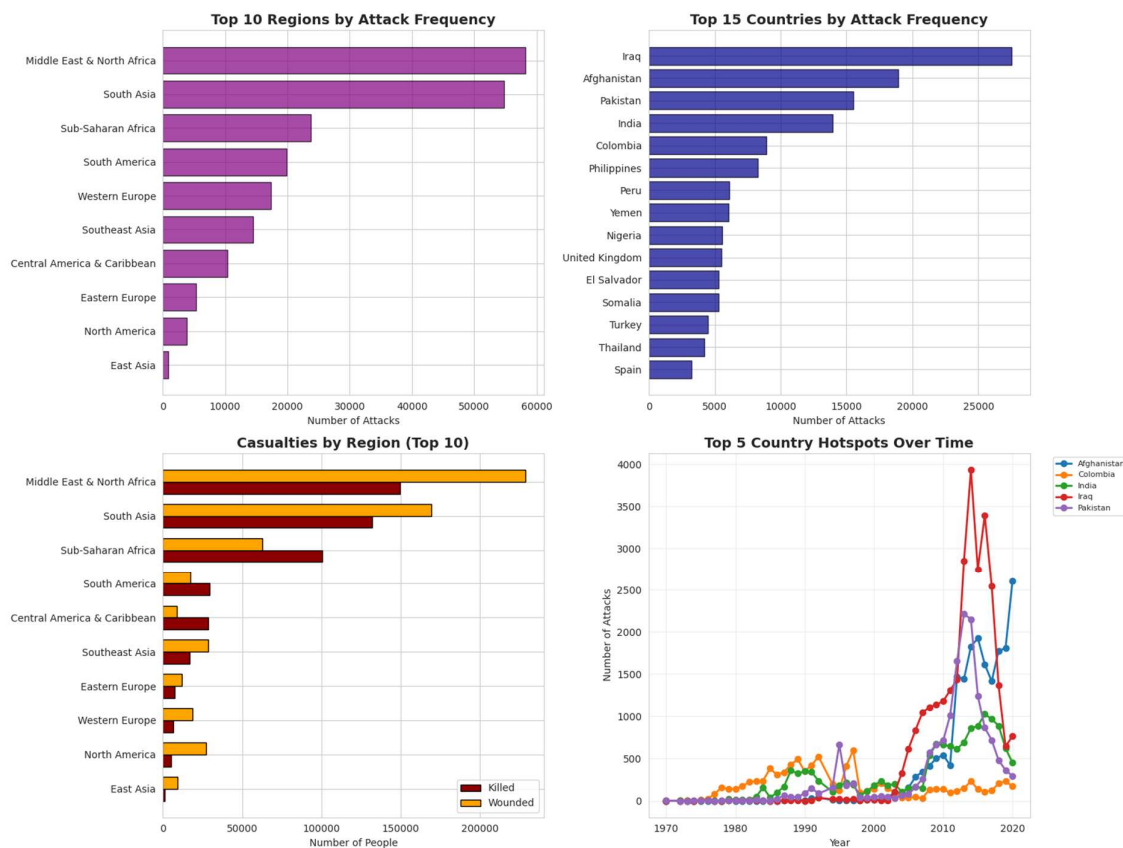 Top 10 Regions by Attack Frequency
Middle East & North Africa
South Asia
Sub-Saharan Africa
South America
Western Europe
Southeast Asia
Central America & Caribbean
Eastern Europe
North America
East Asia
0 10000 20000 30000 40000 50000 60000
Number of Attacks
Top 15 Countries by Attack Frequency
Iraq
Afghanistan
Pakistan
India
Colombia
Philippines
Peru
Yemen
Nigeria
United Kingdom
El Salvador
Somalia
Turkey
Thailand
Spain
0 5000 10000 15000 20000 25000
Number of Attacks
Casualties by Region (Top 10)
Middle East & North Africa
South Asia
Sub-Saharan Africa
South America
Central America & Caribbean
Southeast Asia
Eastern Europe
Western Europe
North America
East Asia
Killed
Wounded
0 50000 100000 150000 200000
Number of People
Top 5 Country Hotspots Over Time
4000
3500
3000
2500
2000
1500
1000
500
0
Number of Attacks
1970 1980 1990 2000 2010 2020
Year
Afghanistan
Colombia
India
Iraq
Pakistan